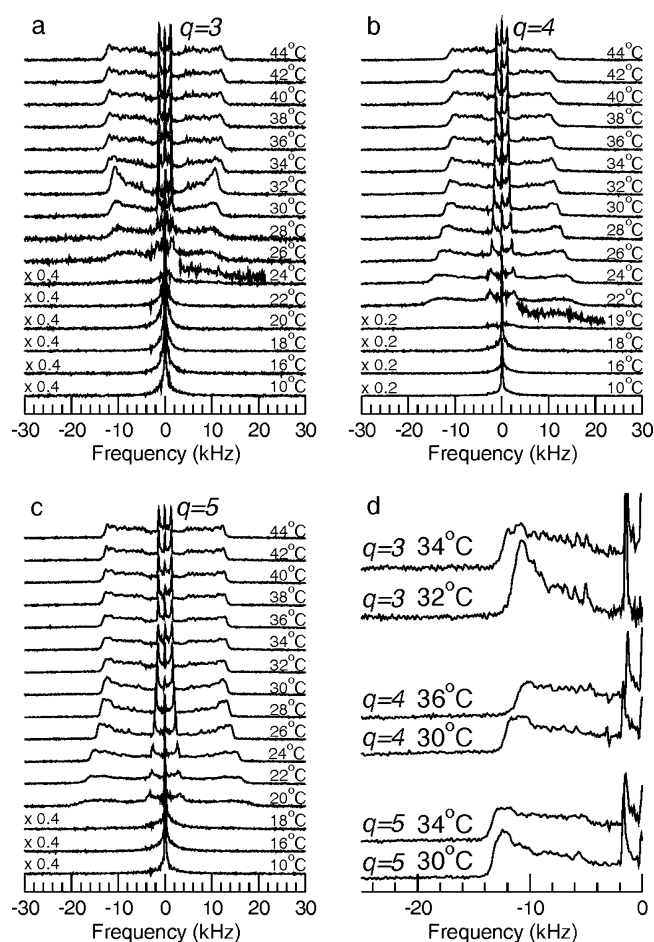 a q=3
44°C
42°C
40°C
38°C
36°C
34°C
32°C
30°C
28°C
26°C
x 0.4 24°C
x 0.4 22°C
x 0.4 20°C
x 0.4 18°C
x 0.4 16°C
x 0.4 10°C
-30 -20 -10 0 10 20 30
Frequency (kHz)
b q=4
44°C
42°C
40°C
38°C
36°C
34°C
32°C
30°C
28°C
26°C
24°C
22°C
x 0.2 19°C
x 0.2 18°C
x 0.2 16°C
x 0.2 10°C
-30 -20 -10 0 10 20 30
Frequency (kHz)
c q=5
44°C
42°C
40°C
38°C
36°C
34°C
32°C
30°C
28°C
26°C
24°C
22°C
20°C
x 0.4 18°C
x 0.4 16°C
x 0.4 10°C
-30 -20 -10 0 10 20 30
Frequency (kHz)
d
q=3 34°C
q=3 32°C
q=4 36°C
q=4 30°C
q=5 34°C
q=5 30°C
-20 -10 0
Frequency (kHz)